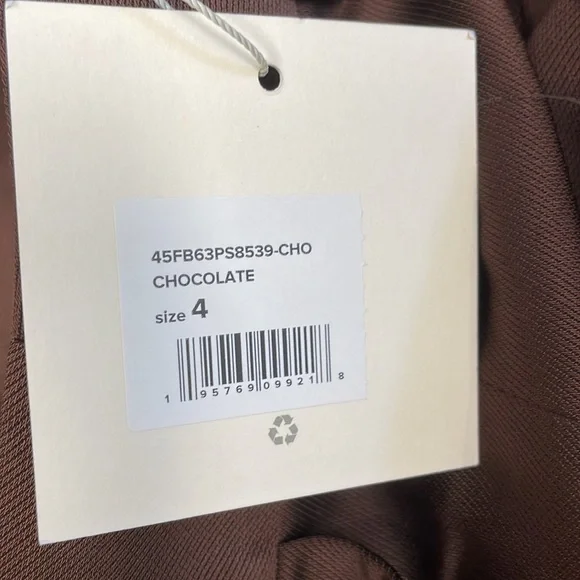 45FB63PS8539-CHO
CHOCOLATE
size 4
1 95769 09921 8